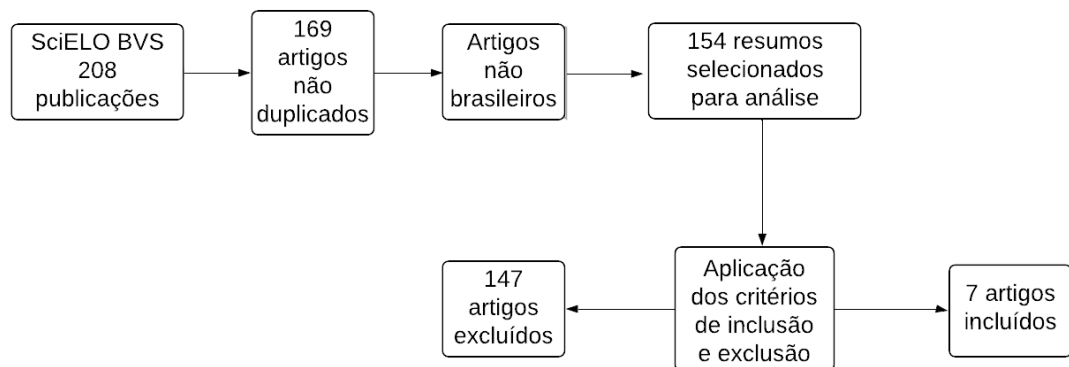 SciELO BVS
208
publicações
169
artigos
não
duplicados
Artigos
não
brasileiros
154 resumos
selecionados
para análise
147
artigos
excluídos
Aplicação
dos critérios
de inclusão
e exclusão
7 artigos
incluídos